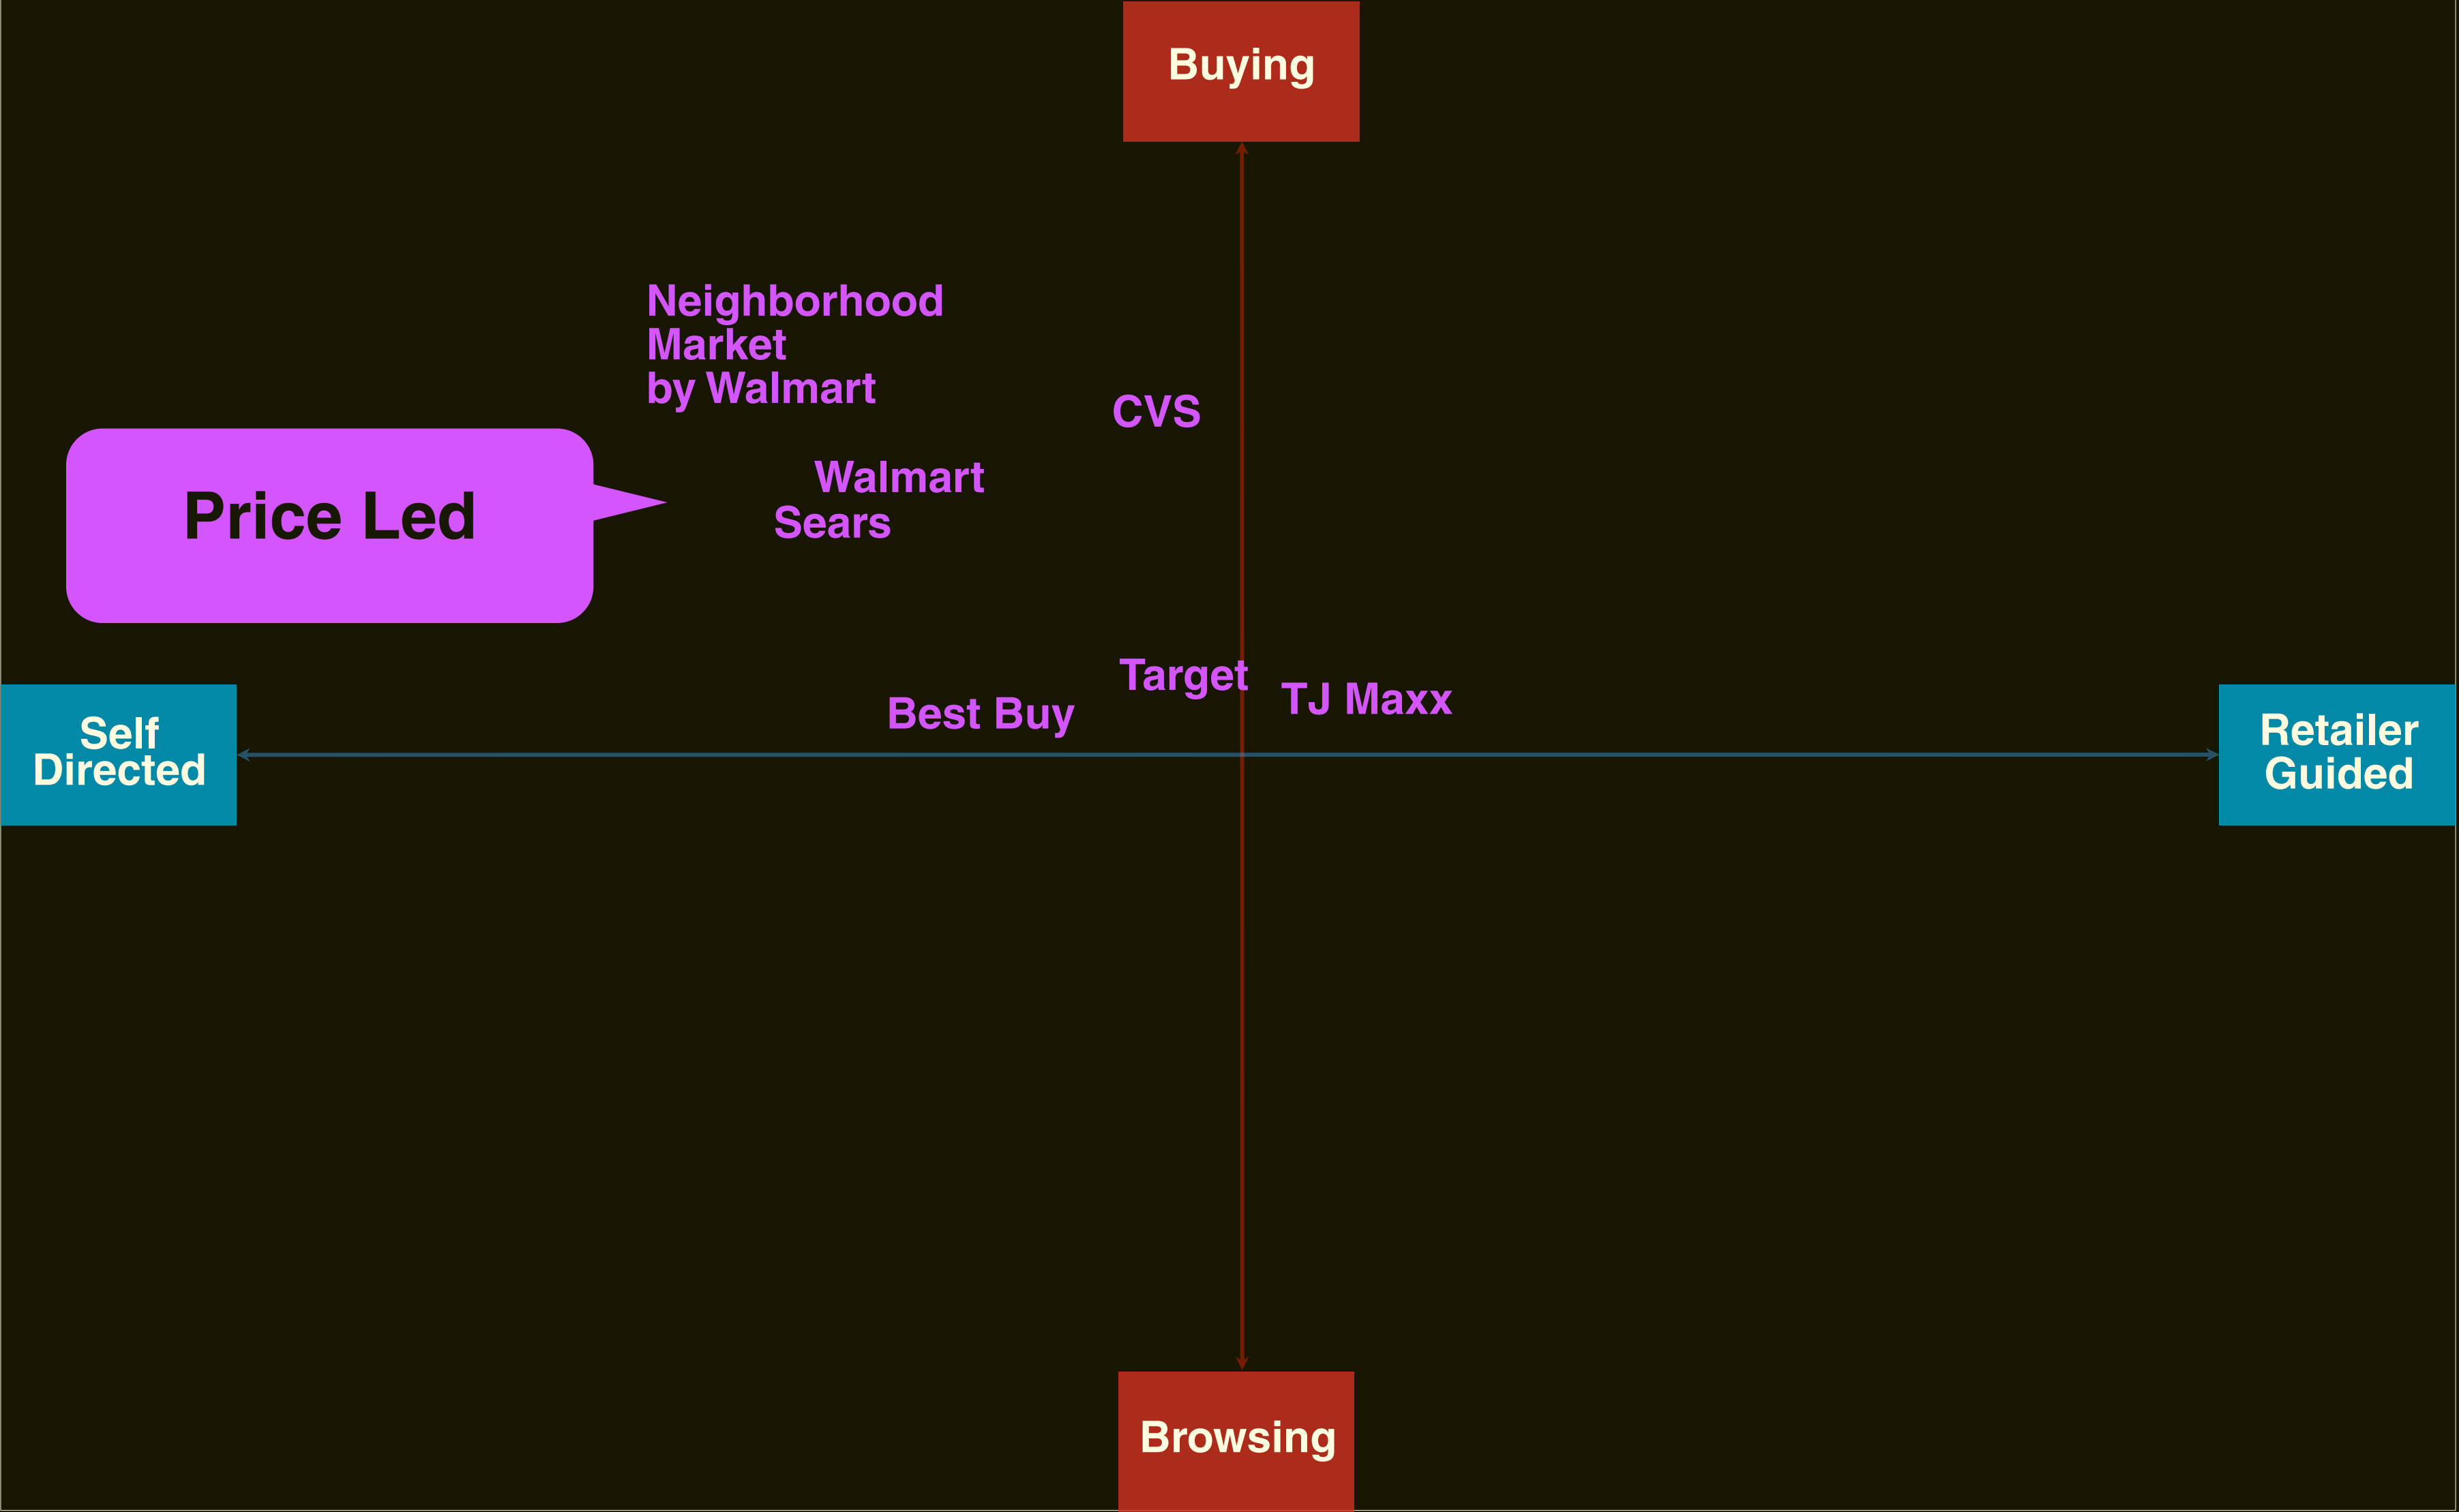 Buying
Neighborhood
Market
by Walmart
CVS
Walmart
Price Led
Sears
Target
TJ Maxx
Best Buy
Self
Directed
Retailer
Guided
Browsing